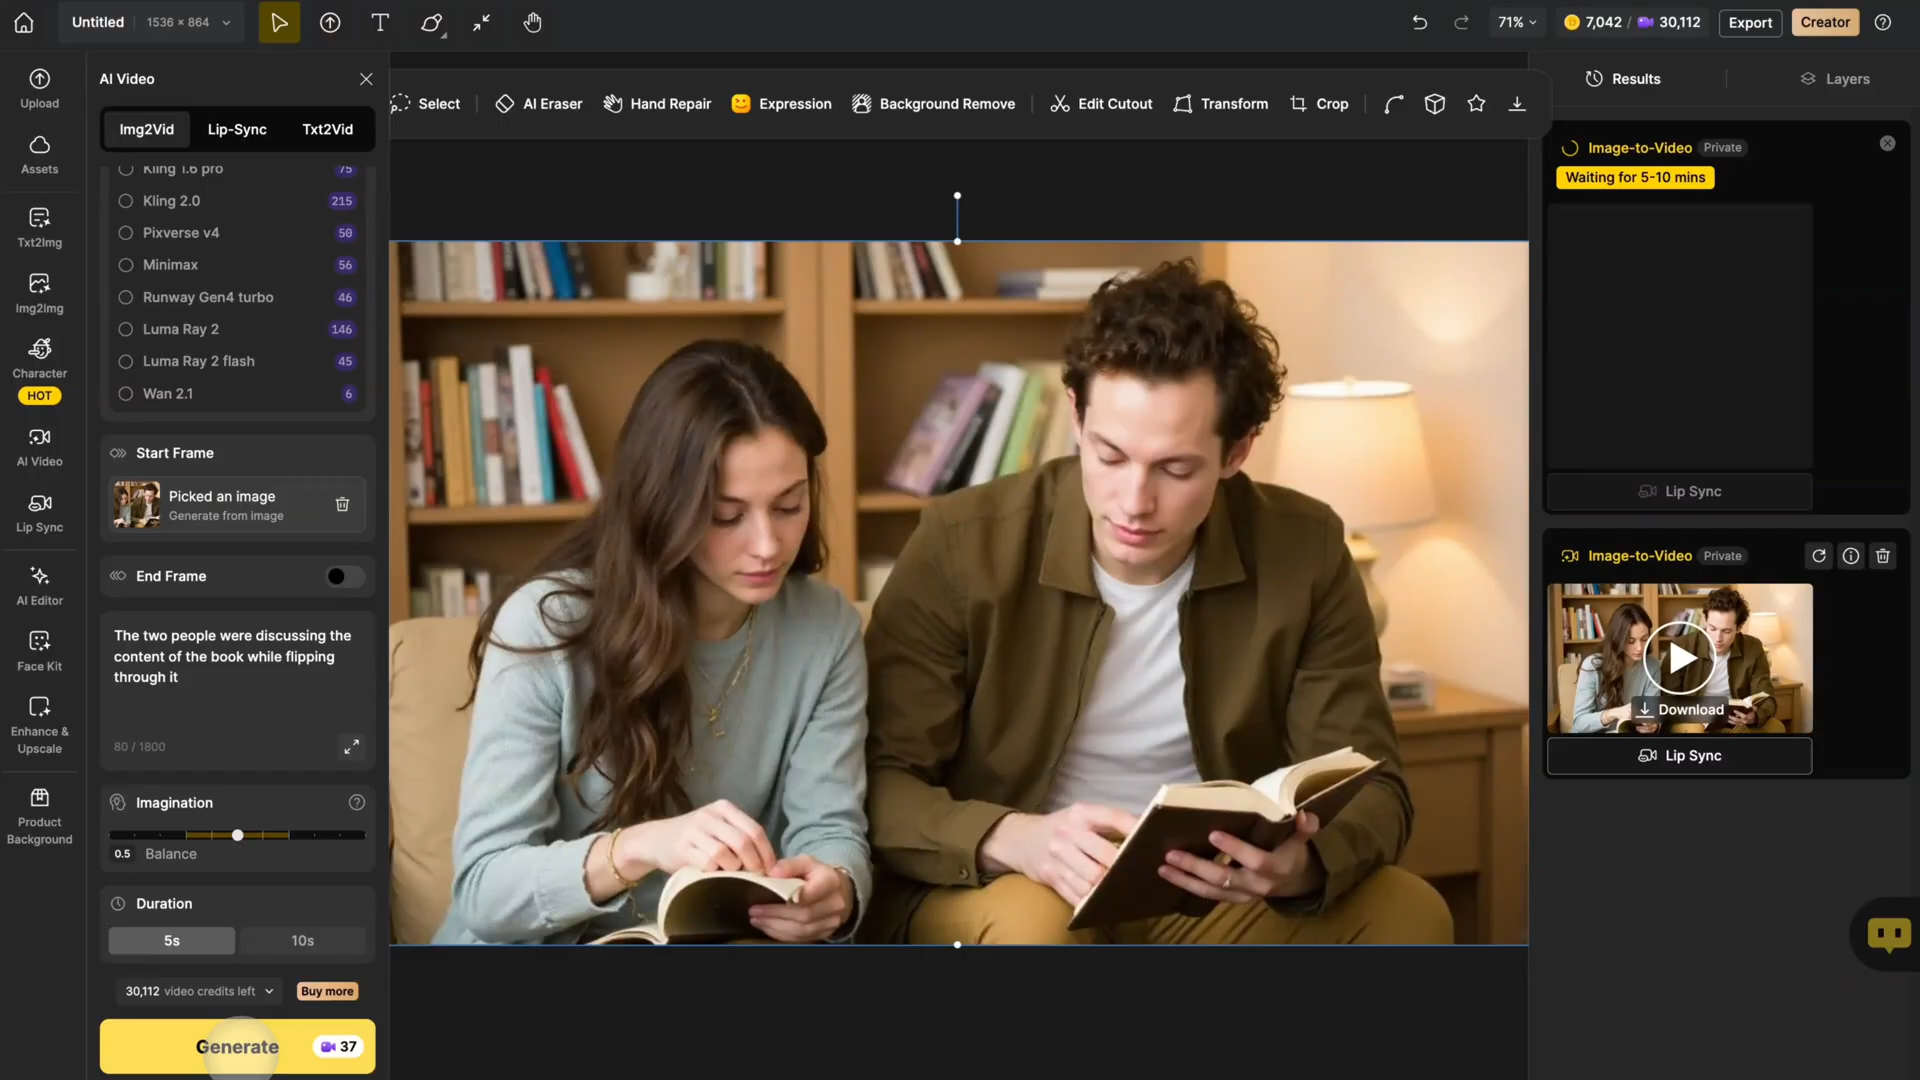 Untitled 1536 × 864
71%
7,042 / 30,112
Export
Creator
Upload
Assets
Txt2Img
Img2Img
Character
HOT
AI Video
Lip Sync
AI Editor
Face Kit
Enhance &
Upscale
Product
Background
AI Video
Img2Vid Lip-Sync Txt2Vid
Kling 1.6 pro 75
Kling 2.0 215
Pixverse v4 50
Minimax 56
Runway Gen4 turbo 46
Luma Ray 2 146
Luma Ray 2 flash 45
Wan 2.1 6
Start Frame
Picked an image
Generate from image
End Frame
The two people were discussing the
content of the book while flipping
through it
80 / 1800
Imagination
0.5 Balance
Duration
5s 10s
30,112 video credits left Buy more
Generate 37
Select AI Eraser Hand Repair Expression Background Remove Edit Cutout Transform Crop
Results Layers
Image-to-Video Private
Waiting for 5-10 mins
Lip Sync
Image-to-Video Private
Download
Lip Sync